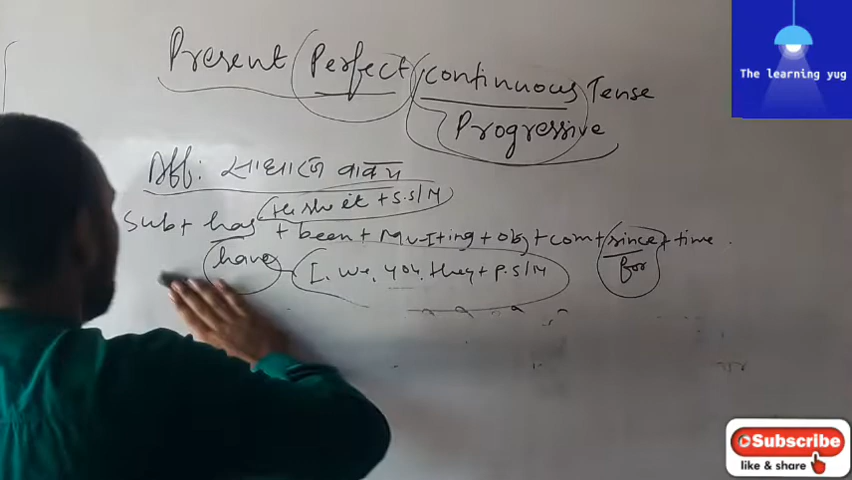 Present Perfect continuous Tense
Progressive
The learning yug
Aff: साधारण वाक्य
He she it + S.S/N
Sub + has + been + Mv-I+ing + obj + com + since + time.
have I, we, you, they + P.S/N for
Subscribe
like & share